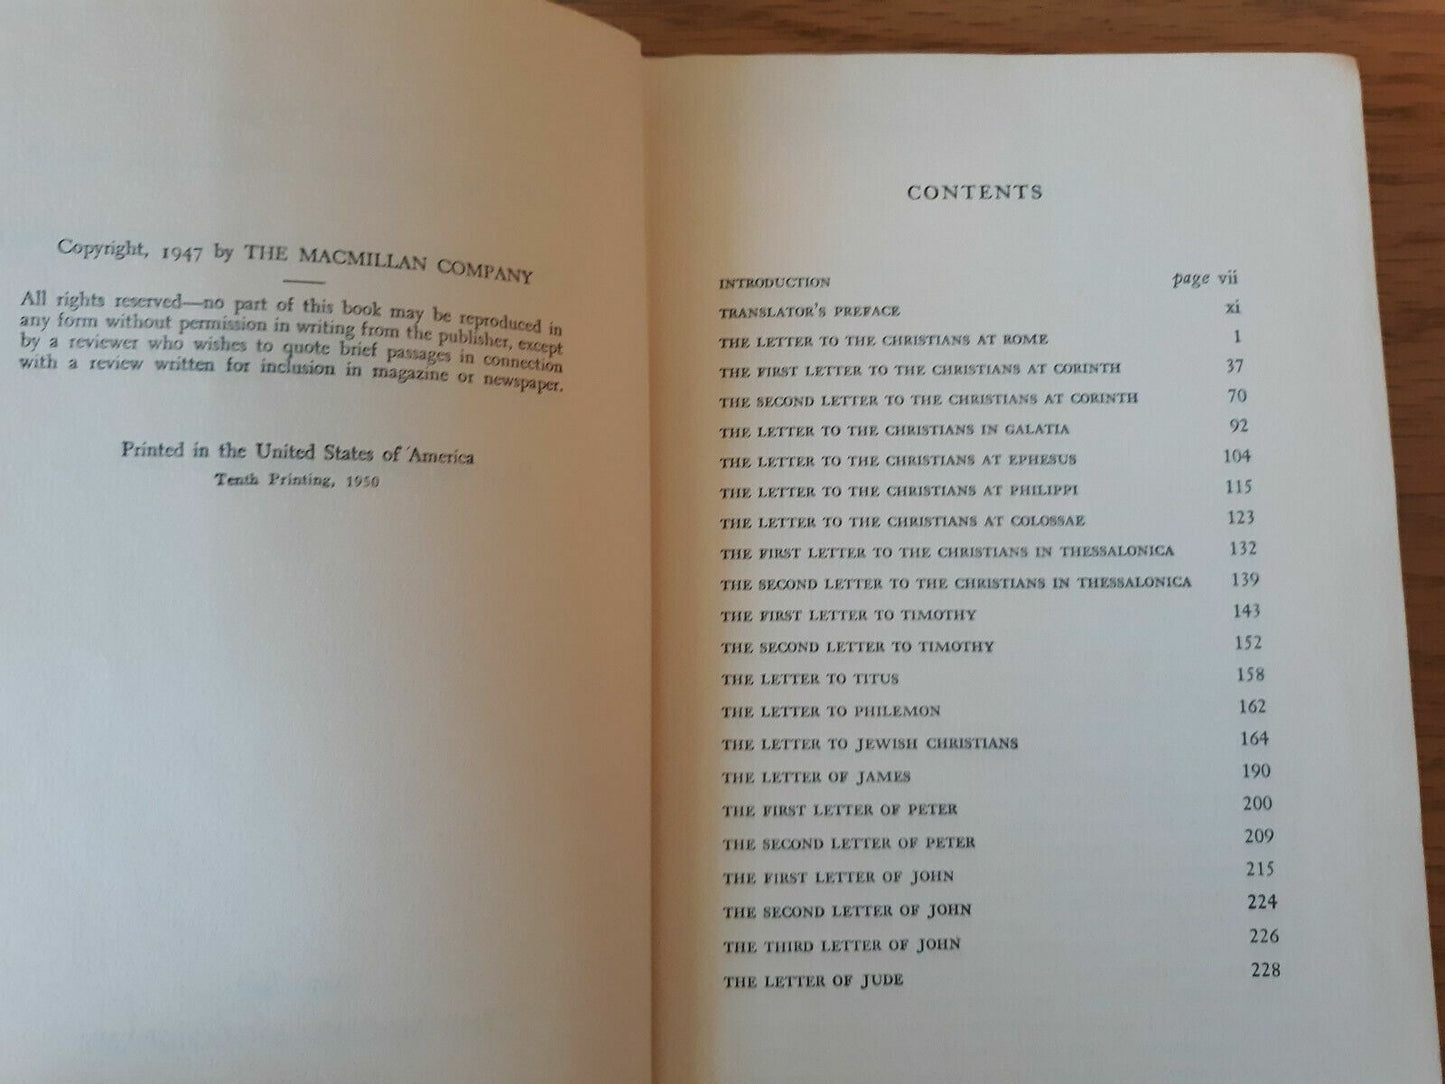 Copyright, 1947 by THE MACMILLAN COMPANY
All rights reserved—no part of this book may be reproduced in
any form without permission in writing from the publisher, except
by a reviewer who wishes to quote brief passages in connection
with a review written for inclusion in magazine or newspaper.
Printed in the United States of America
Tenth Printing, 1950
CONTENTS
INTRODUCTION page vii
TRANSLATOR'S PREFACE xi
THE LETTER TO THE CHRISTIANS AT ROME 1
THE FIRST LETTER TO THE CHRISTIANS AT CORINTH 37
THE SECOND LETTER TO THE CHRISTIANS AT CORINTH 70
THE LETTER TO THE CHRISTIANS IN GALATIA 92
THE LETTER TO THE CHRISTIANS AT EPHESUS 104
THE LETTER TO THE CHRISTIANS AT PHILIPPI 115
THE LETTER TO THE CHRISTIANS AT COLOSSAE 123
THE FIRST LETTER TO THE CHRISTIANS IN THESSALONICA 132
THE SECOND LETTER TO THE CHRISTIANS IN THESSALONICA 139
THE FIRST LETTER TO TIMOTHY 143
THE SECOND LETTER TO TIMOTHY 152
THE LETTER TO TITUS 158
THE LETTER TO PHILEMON 162
THE LETTER TO JEWISH CHRISTIANS 164
THE LETTER OF JAMES 190
THE FIRST LETTER OF PETER 200
THE SECOND LETTER OF PETER 209
THE FIRST LETTER OF JOHN 215
THE SECOND LETTER OF JOHN 224
THE THIRD LETTER OF JOHN 226
THE LETTER OF JUDE 228